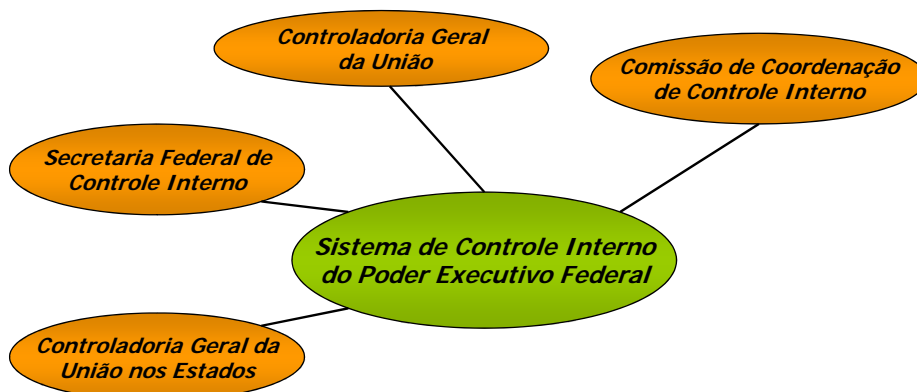 Controladoria Geral
da União
Comissão de Coordenação
de Controle Interno
Secretaria Federal de
Controle Interno
Sistema de Controle Interno
do Poder Executivo Federal
Controladoria Geral da
União nos Estados